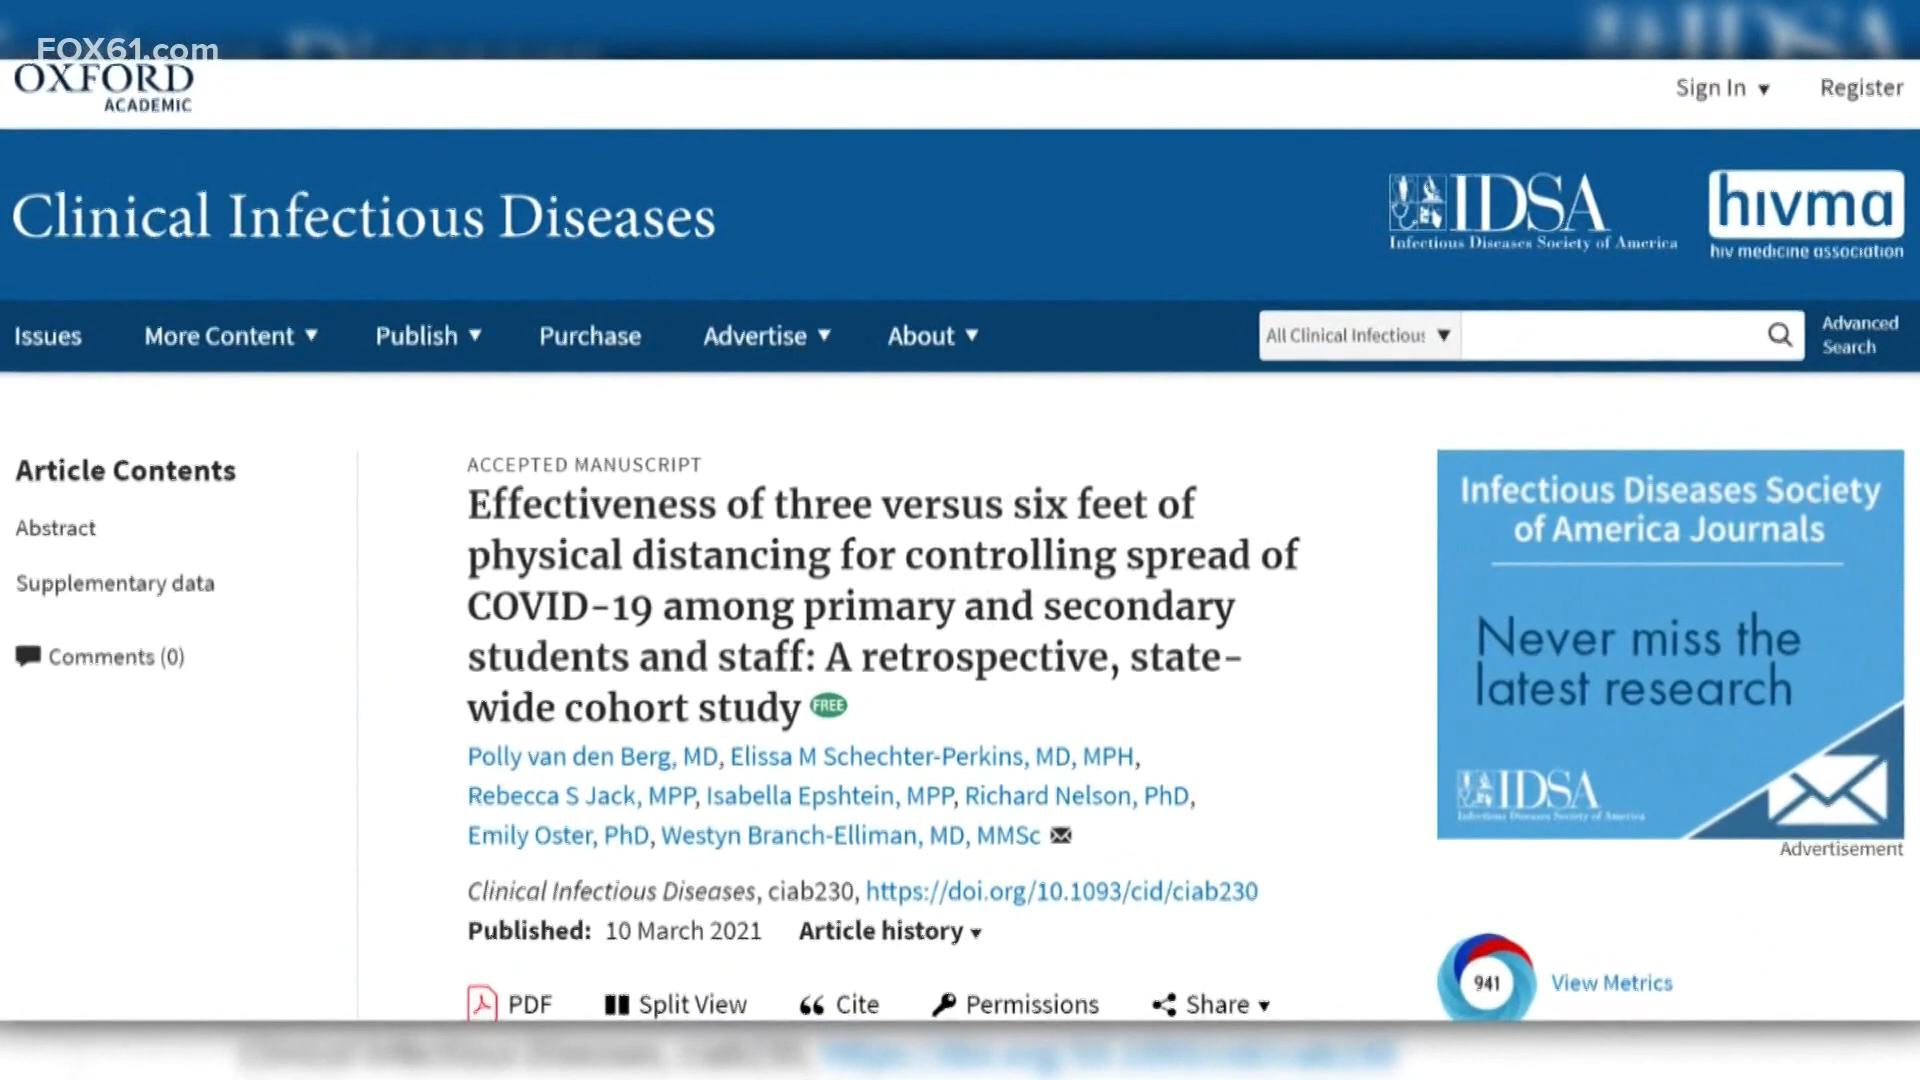 FOX61.com
OXFORD
ACADEMIC
Sign In ▼ Register
Clinical Infectious Diseases
IDSA
Infectious Diseases Society of America
hivma
hiv medicine association
Issues More Content ▼ Publish ▼ Purchase Advertise ▼ About ▼
All Clinical Infectious ▼
Advanced
Search
Article Contents
Abstract
Supplementary data
Comments (0)
ACCEPTED MANUSCRIPT
Effectiveness of three versus six feet of
physical distancing for controlling spread of
COVID-19 among primary and secondary
students and staff: A retrospective, state-
wide cohort study FREE
Polly van den Berg, MD, Elissa M Schechter-Perkins, MD, MPH,
Rebecca S Jack, MPP, Isabella Epshtein, MPP, Richard Nelson, PhD,
Emily Oster, PhD, Westyn Branch-Elliman, MD, MMSc
Clinical Infectious Diseases, ciab230, https://doi.org/10.1093/cid/ciab230
Published: 10 March 2021 Article history ▾
PDF Split View Cite Permissions Share ▾
Infectious Diseases Society
of America Journals
Never miss the
latest research
IDSA
Infectious Diseases Society of America
Advertisement
941 View Metrics